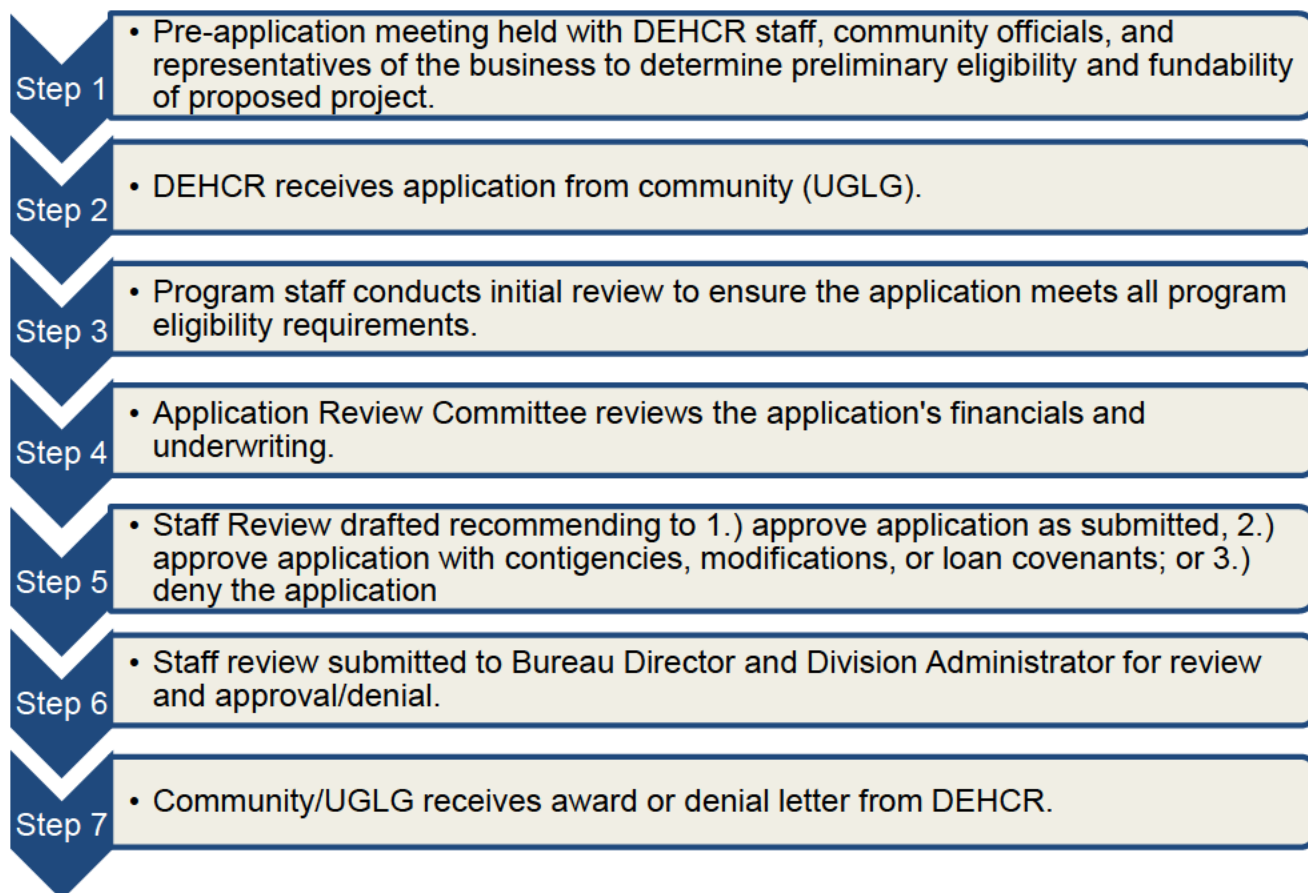 Step 1
• Pre-application meeting held with DEHCR staff, community officials, and
representatives of the business to determine preliminary eligibility and fundability
of proposed project.
Step 2
• DEHCR receives application from community (UGLG).
Step 3
• Program staff conducts initial review to ensure the application meets all program
eligibility requirements.
Step 4
• Application Review Committee reviews the application's financials and
underwriting.
Step 5
• Staff Review drafted recommending to 1.) approve application as submitted, 2.)
approve application with contigencies, modifications, or loan covenants; or 3.)
deny the application
Step 6
• Staff review submitted to Bureau Director and Division Administrator for review
and approval/denial.
Step 7
• Community/UGLG receives award or denial letter from DEHCR.